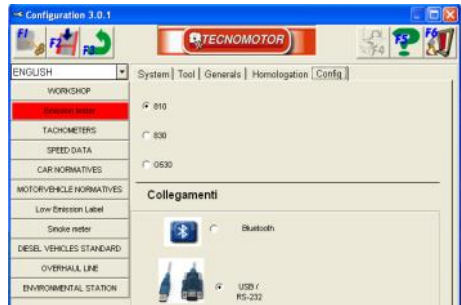 Configuration 3.0.1
F1 F2 F3 TECNOMOTOR F4 F5 F6
ENGLISH
System Tool Generals Homologation Config
WORKSHOP
Emission meter
TACHOMETERS
SPEED DATA
CAR NORMATIVES
MOTORVEHICLE NORMATIVES
Low Emission Label
Smoke meter
DIESEL VEHICLES STANDARD
OVERHAUL LINE
ENVIRONMENTAL STATION
810
830
G530
Collegamenti
Bluetooth
USB /
RS-232